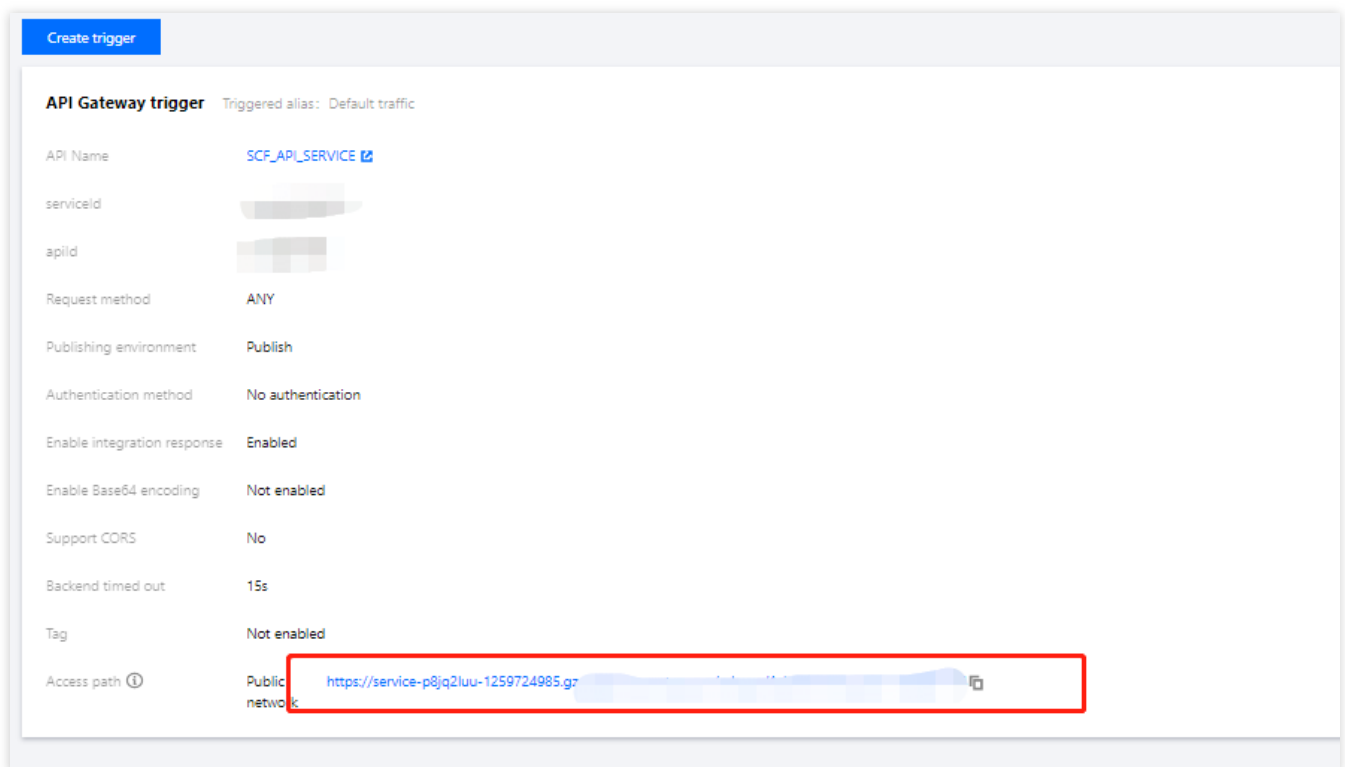 Create trigger
API Gateway trigger Triggered alias: Default traffic
API Name SCF_API_SERVICE
serviceId
apiId
Request method ANY
Publishing environment Publish
Authentication method No authentication
Enable integration response Enabled
Enable Base64 encoding Not enabled
Support CORS No
Backend timed out 15s
Tag Not enabled
Access path Public https://service-p8jq2luu-1259724985.gz
network